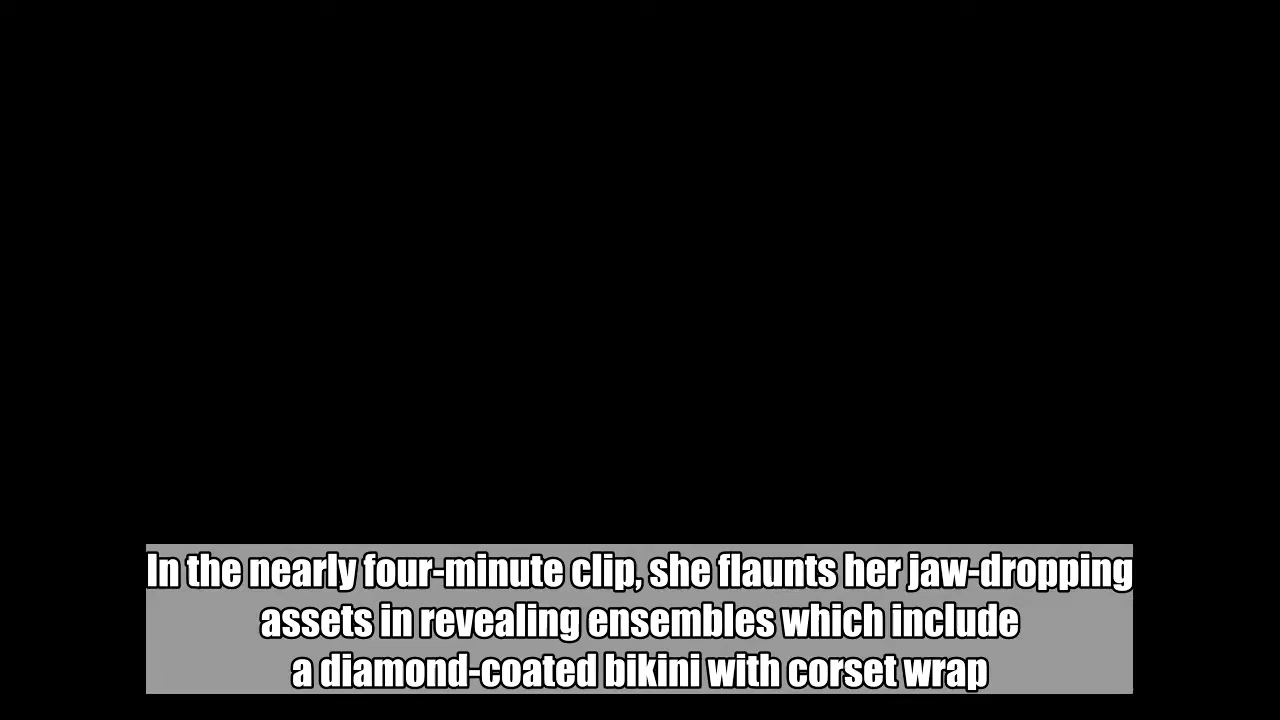 In the nearly four-minute clip, she flaunts her jaw-dropping
assets in revealing ensembles which include
a diamond-coated bikini with corset wrap